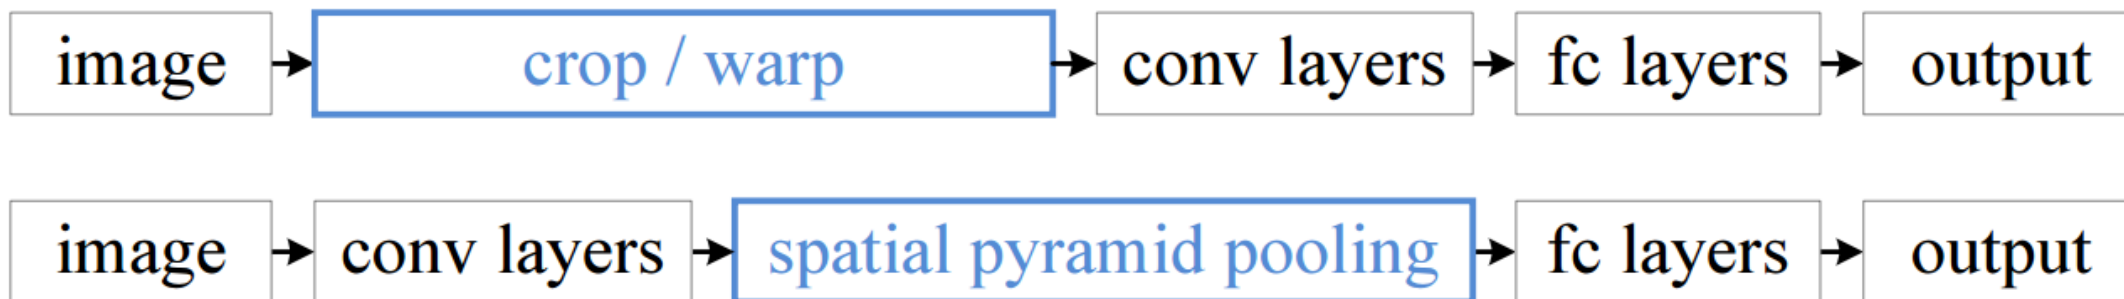 image crop / warp conv layers fc layers output
image conv layers spatial pyramid pooling fc layers output